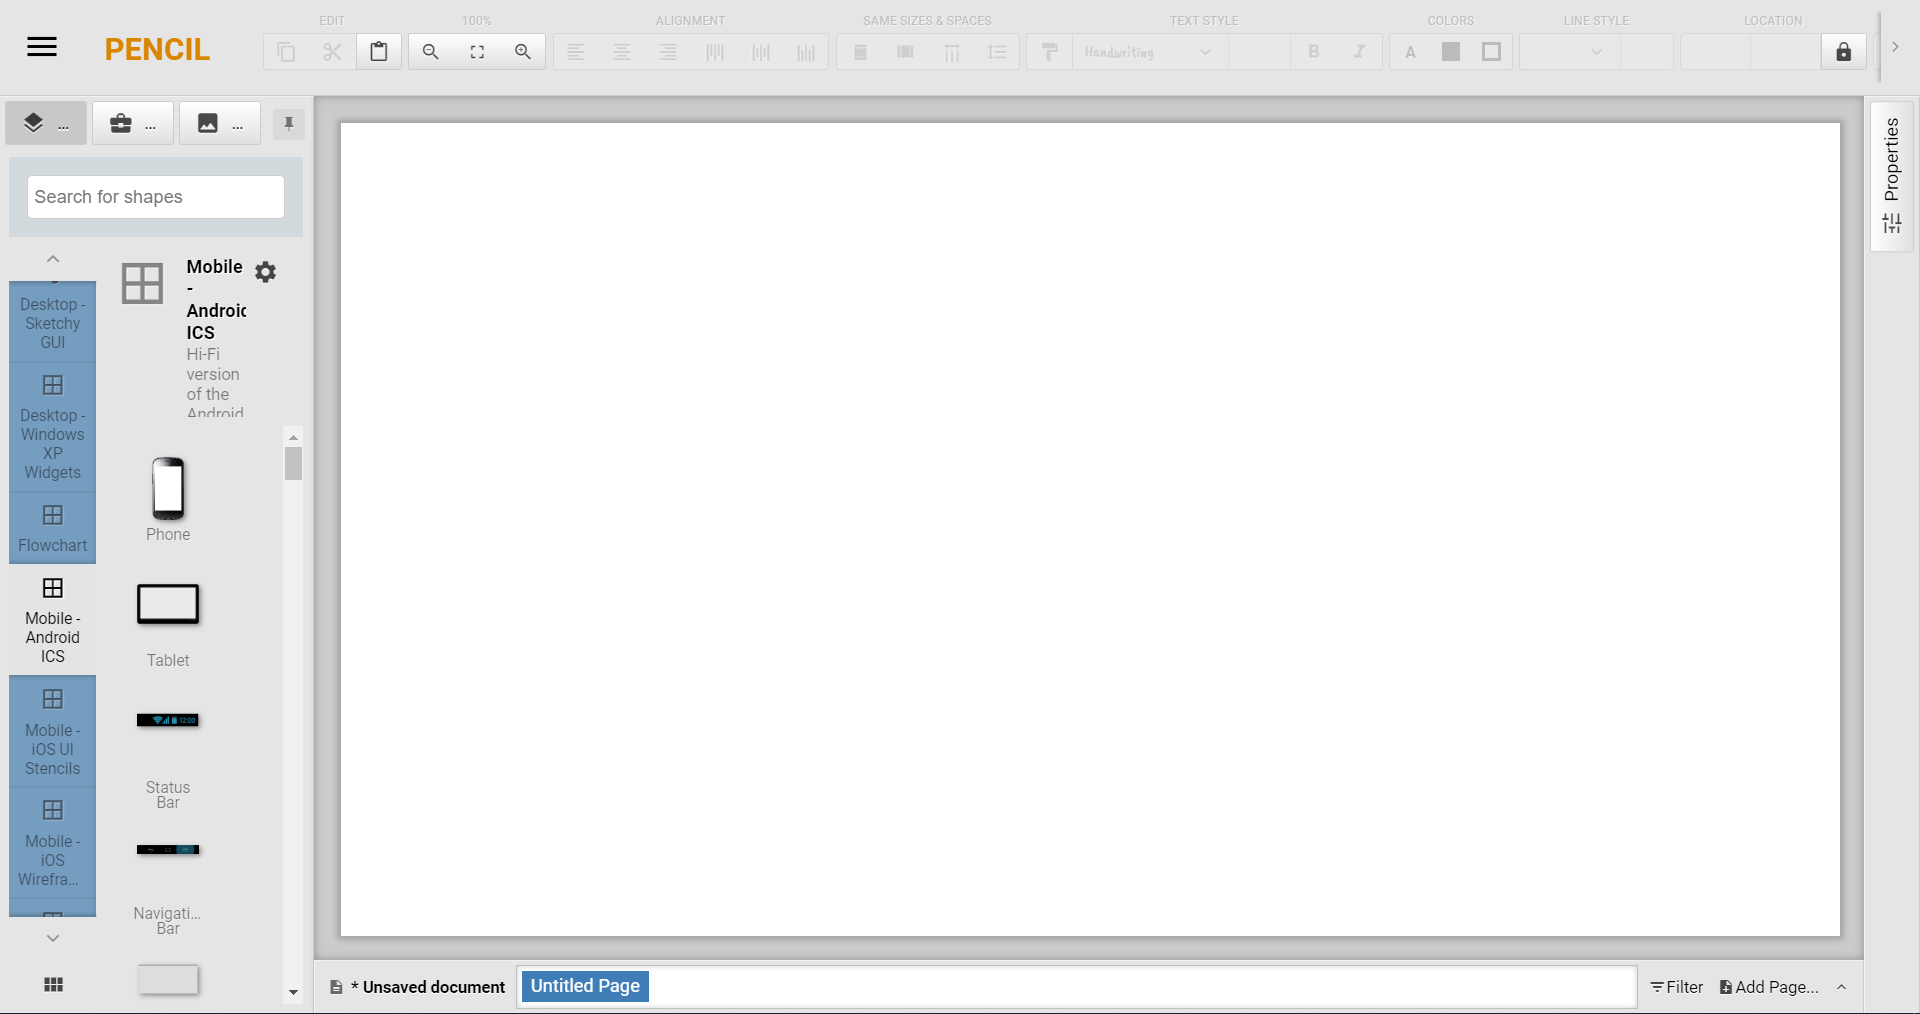 EDIT
100%
ALIGNMENT
SAME SIZES & SPACES
TEXT STYLE
COLORS
LINE STYLE
LOCATION
PENCIL
Handwriting
B
I
A
...
...
...
Search for shapes
Desktop -
Sketchy
GUI
Desktop -
Windows
XP
Widgets
Flowchart
Mobile -
Android
ICS
Mobile -
iOS UI
Stencils
Mobile -
iOS
Wirefra...
Mobile
-
Android
ICS
Hi-Fi
version
of the
Android
Phone
Tablet
12:00
Status
Bar
Navigati...
Bar
Properties
* Unsaved document
Untitled Page
Filter
Add Page...